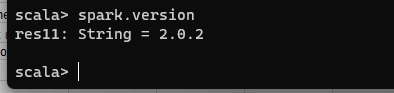 scala> spark.version
res11: String = 2.0.2
scala>